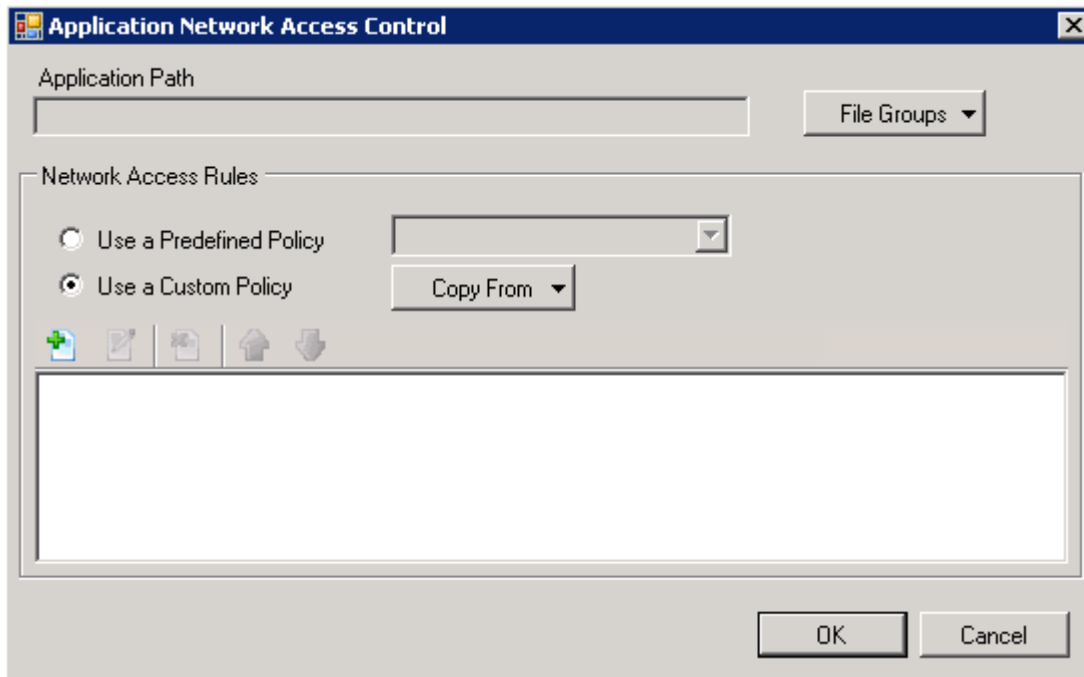 Application Network Access Control
Application Path
File Groups
Network Access Rules
Use a Predefined Policy
Use a Custom Policy
Copy From
OK
Cancel